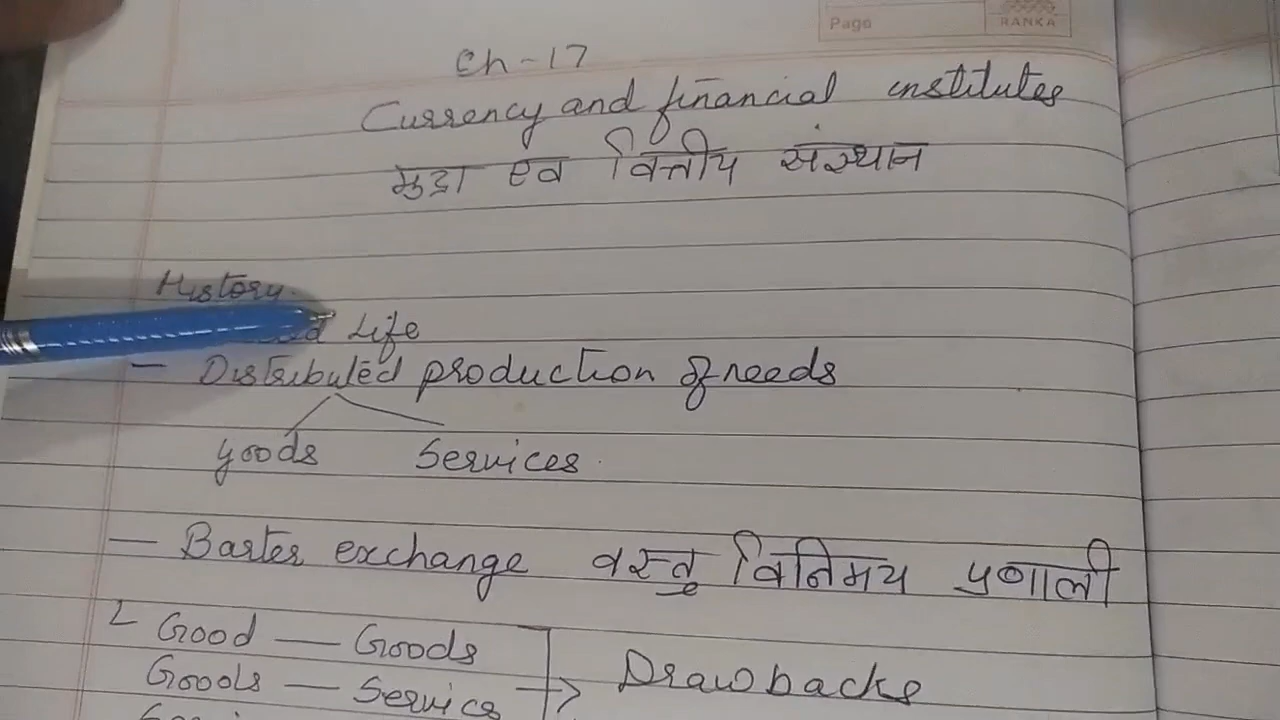 Page
RANKA
Ch-17
Currency and financial institutes
मुद्रा एव वित्तीय संस्थान
History
Life
— Distributed production of needs
goods Services.
— Barter exchange वस्तु विनिमय प्रणाली
Good — Goods
Goods — Service
Drawbacks